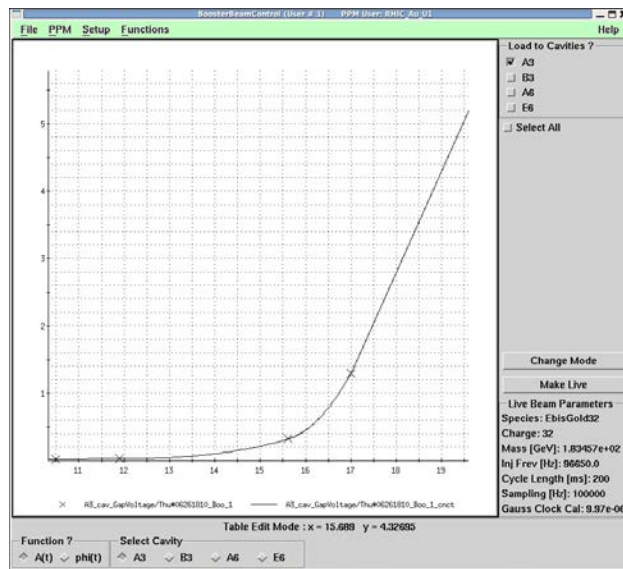 BoosterBeamControl (User # 1) PPM User: RHIC_Au_U1
File PPM Setup Functions Help
Load to Cavities ?
A3
B3
A6
E6
Select All
5
4
3
2
1
11 12 13 14 15 16 17 18 19
A3_cav_GapVoltage/Thu#06261810_Boo_1 A3_cav_GapVoltage/Thu#06261810_Boo_1_cnct
Change Mode
Make Live
Live Beam Parameters
Species: EbisGold32
Charge: 32
Mass [GeV]: 1.83457e+02
Inj Frev [Hz]: 96650.0
Cycle Length [ms]: 200
Sampling [Hz]: 100000
Gauss Clock Cal: 9.97e-06
Table Edit Mode : x = 15.689 y = 4.32695
Function ? Select Cavity
A(t) phi(t) A3 B3 A6 E6